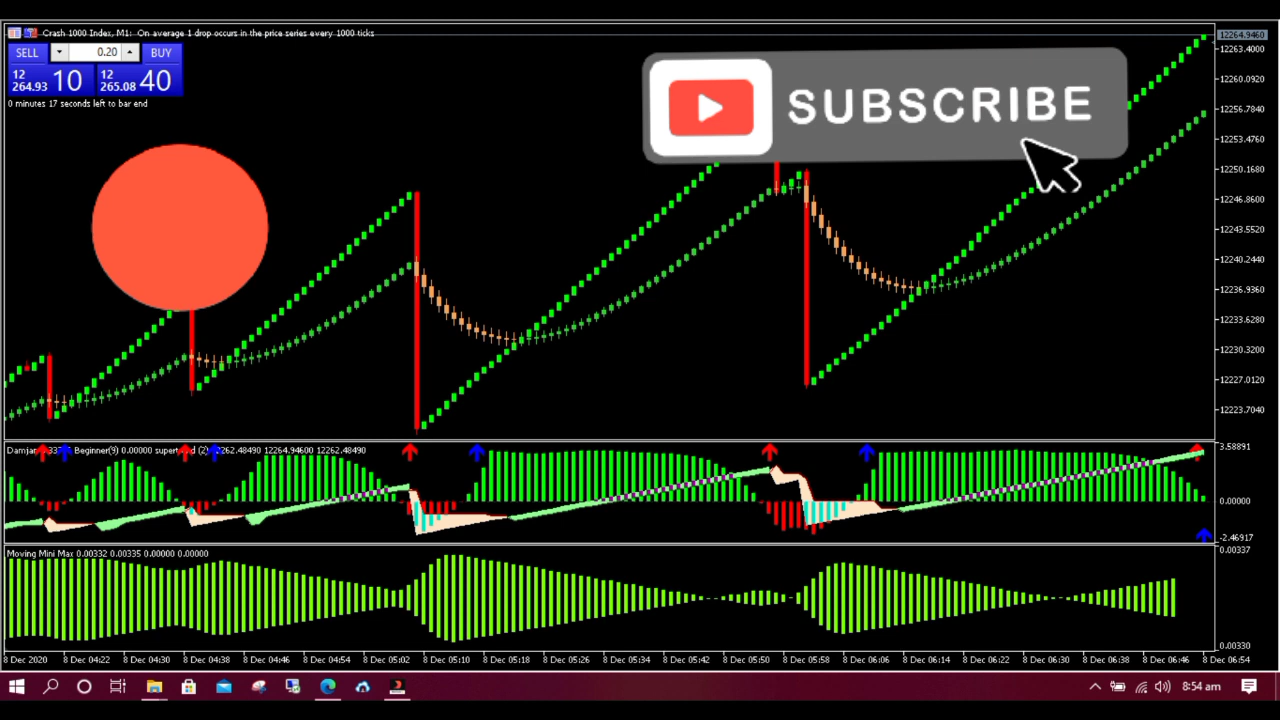 Crash 1000 Index, M1: On average 1 drop occurs in the price series every 1000 ticks
SELL 0.20 BUY
12 264.93 10 12 265.08 40
0 minutes 17 seconds left to bar end
SUBSCRIBE
12264.9460
12263.4000
12260.0920
12256.7840
12253.4760
12250.1680
12246.8600
12243.5520
12240.2440
12236.9360
12233.6280
12230.3200
12227.0120
12223.7040
Beginner(9) 0.00000 (2) 12262.48490 12264.94600 12262.48490
3.58891
0.00000
-2.46917
Moving Mini Max 0.00332 0.00335 0.00000 0.00000
0.00337
0.00330
8 Dec 2020 8 Dec 04:22 8 Dec 04:30 8 Dec 04:38 8 Dec 04:46 8 Dec 04:54 8 Dec 05:02 8 Dec 05:10 8 Dec 05:18 8 Dec 05:26 8 Dec 05:34 8 Dec 05:42 8 Dec 05:50 8 Dec 05:58 8 Dec 06:06 8 Dec 06:14 8 Dec 06:22 8 Dec 06:30 8 Dec 06:38 8 Dec 06:46 8 Dec 06:54
8:54 am